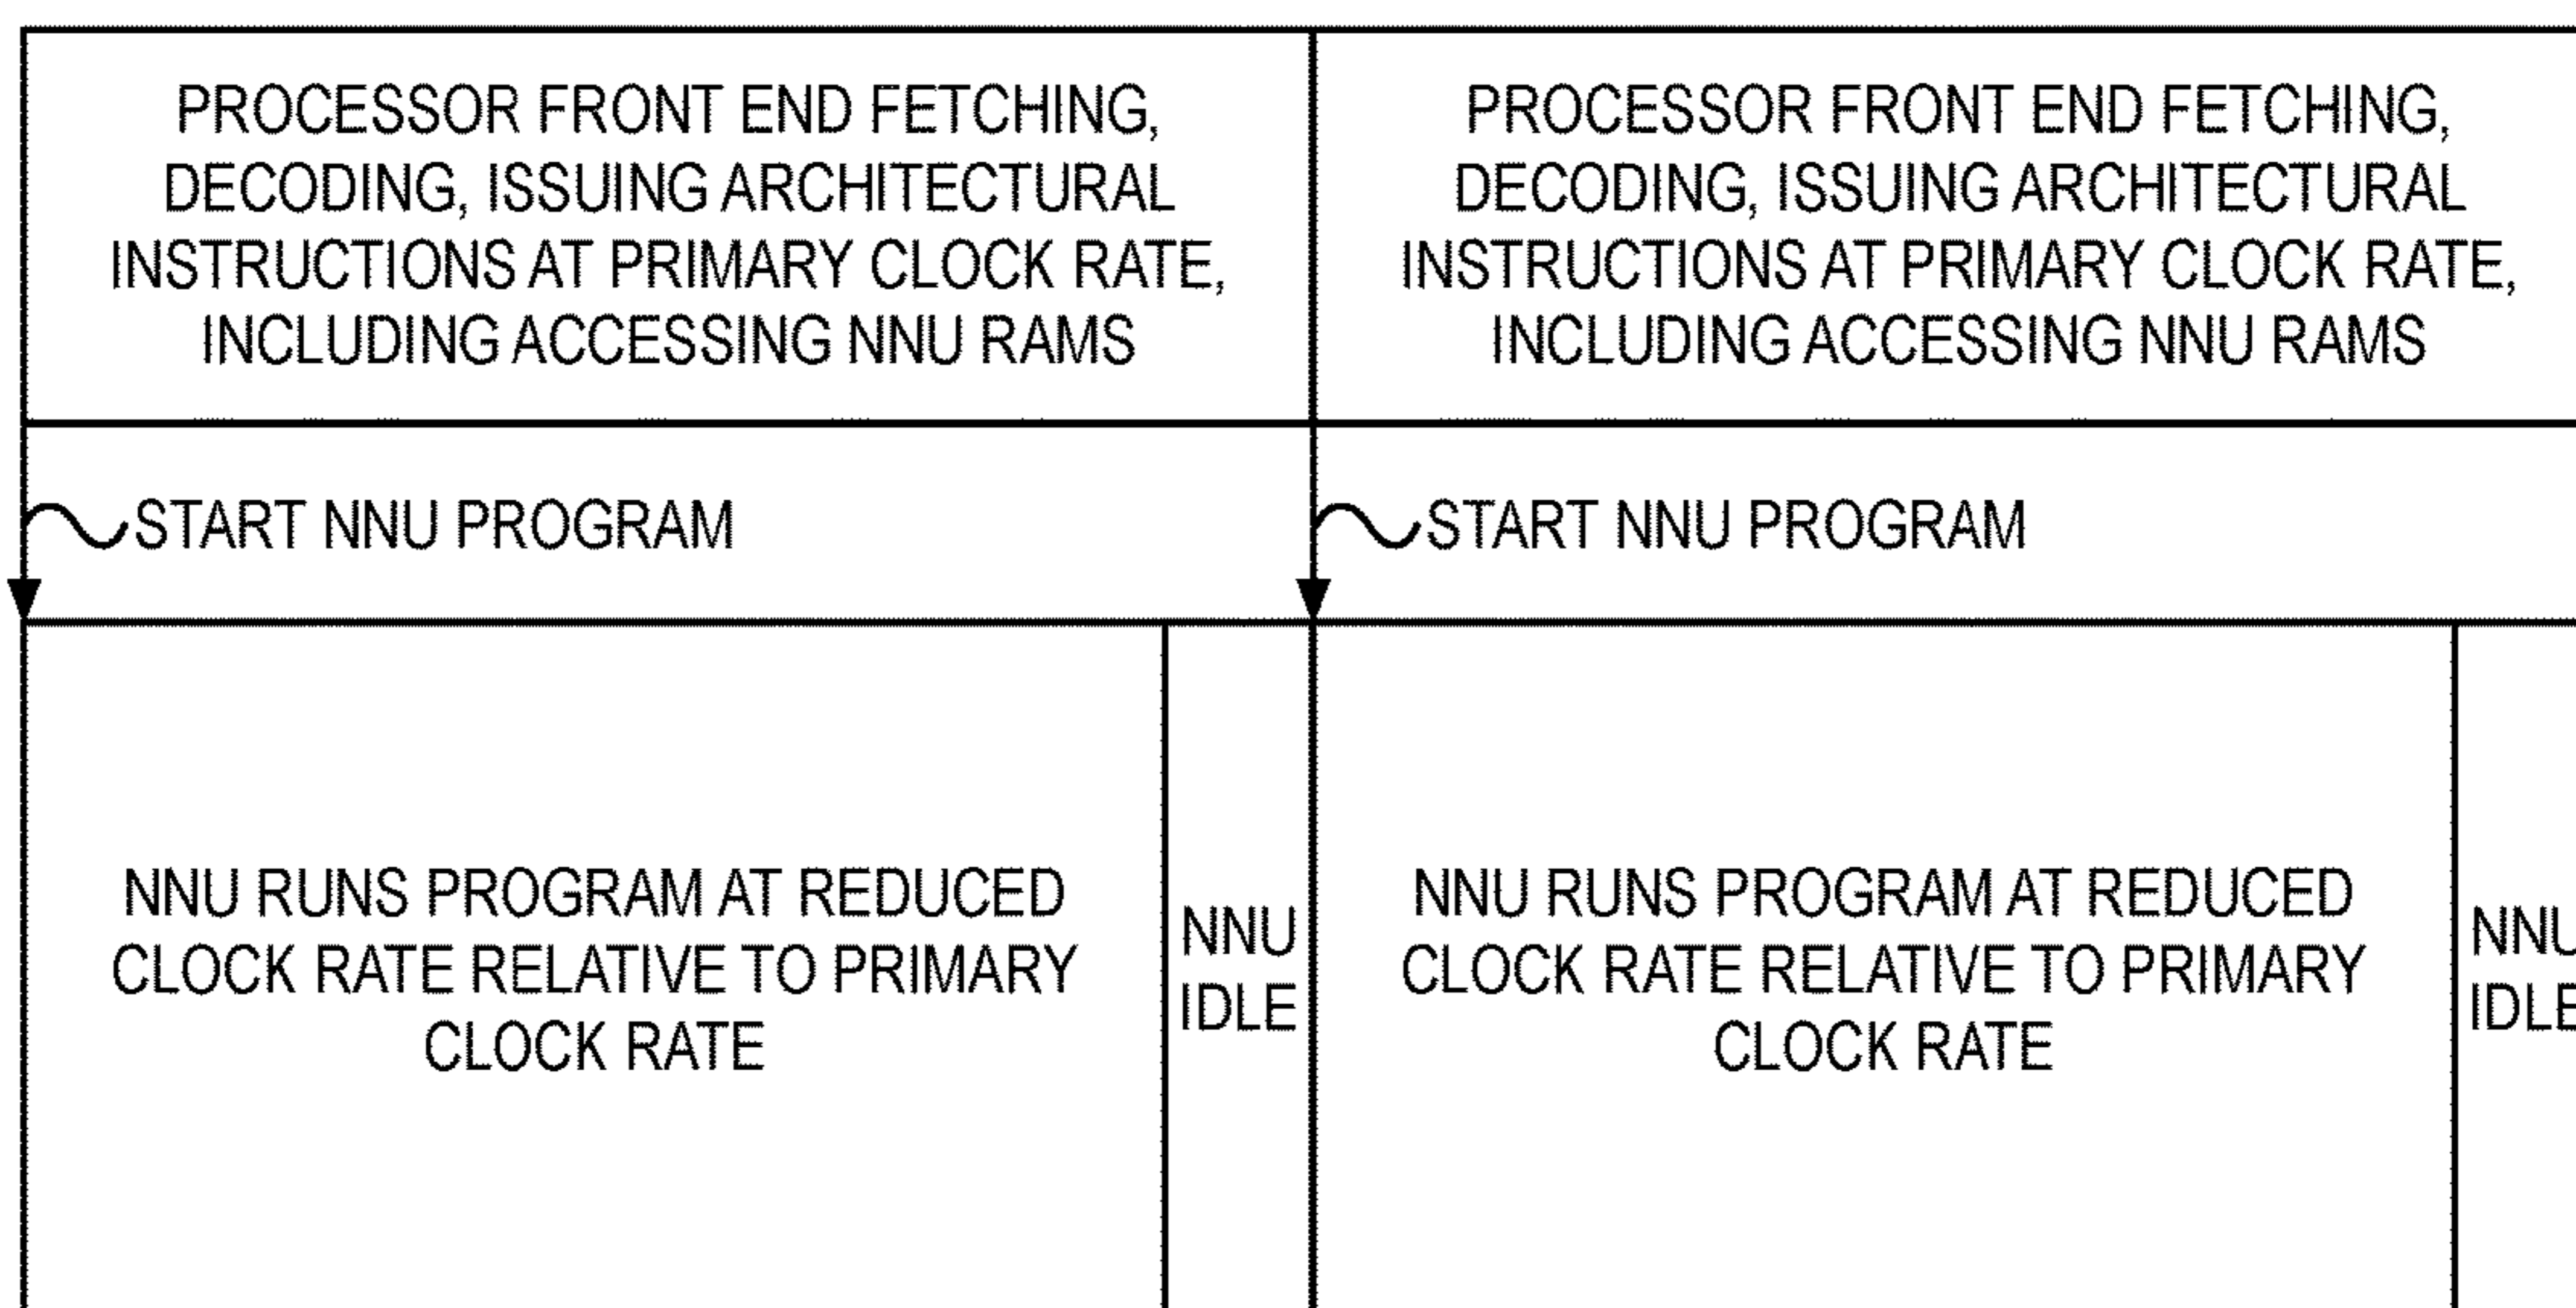 PROCESSOR FRONT END FETCHING,
DECODING, ISSUING ARCHITECTURAL
INSTRUCTIONS AT PRIMARY CLOCK RATE,
INCLUDING ACCESSING NNU RAMS
PROCESSOR FRONT END FETCHING,
DECODING, ISSUING ARCHITECTURAL
INSTRUCTIONS AT PRIMARY CLOCK RATE,
INCLUDING ACCESSING NNU RAMS
START NNU PROGRAM
START NNU PROGRAM
NNU RUNS PROGRAM AT REDUCED
CLOCK RATE RELATIVE TO PRIMARY
CLOCK RATE
NNU
IDLE
NNU RUNS PROGRAM AT REDUCED
CLOCK RATE RELATIVE TO PRIMARY
CLOCK RATE
NNU
IDLE